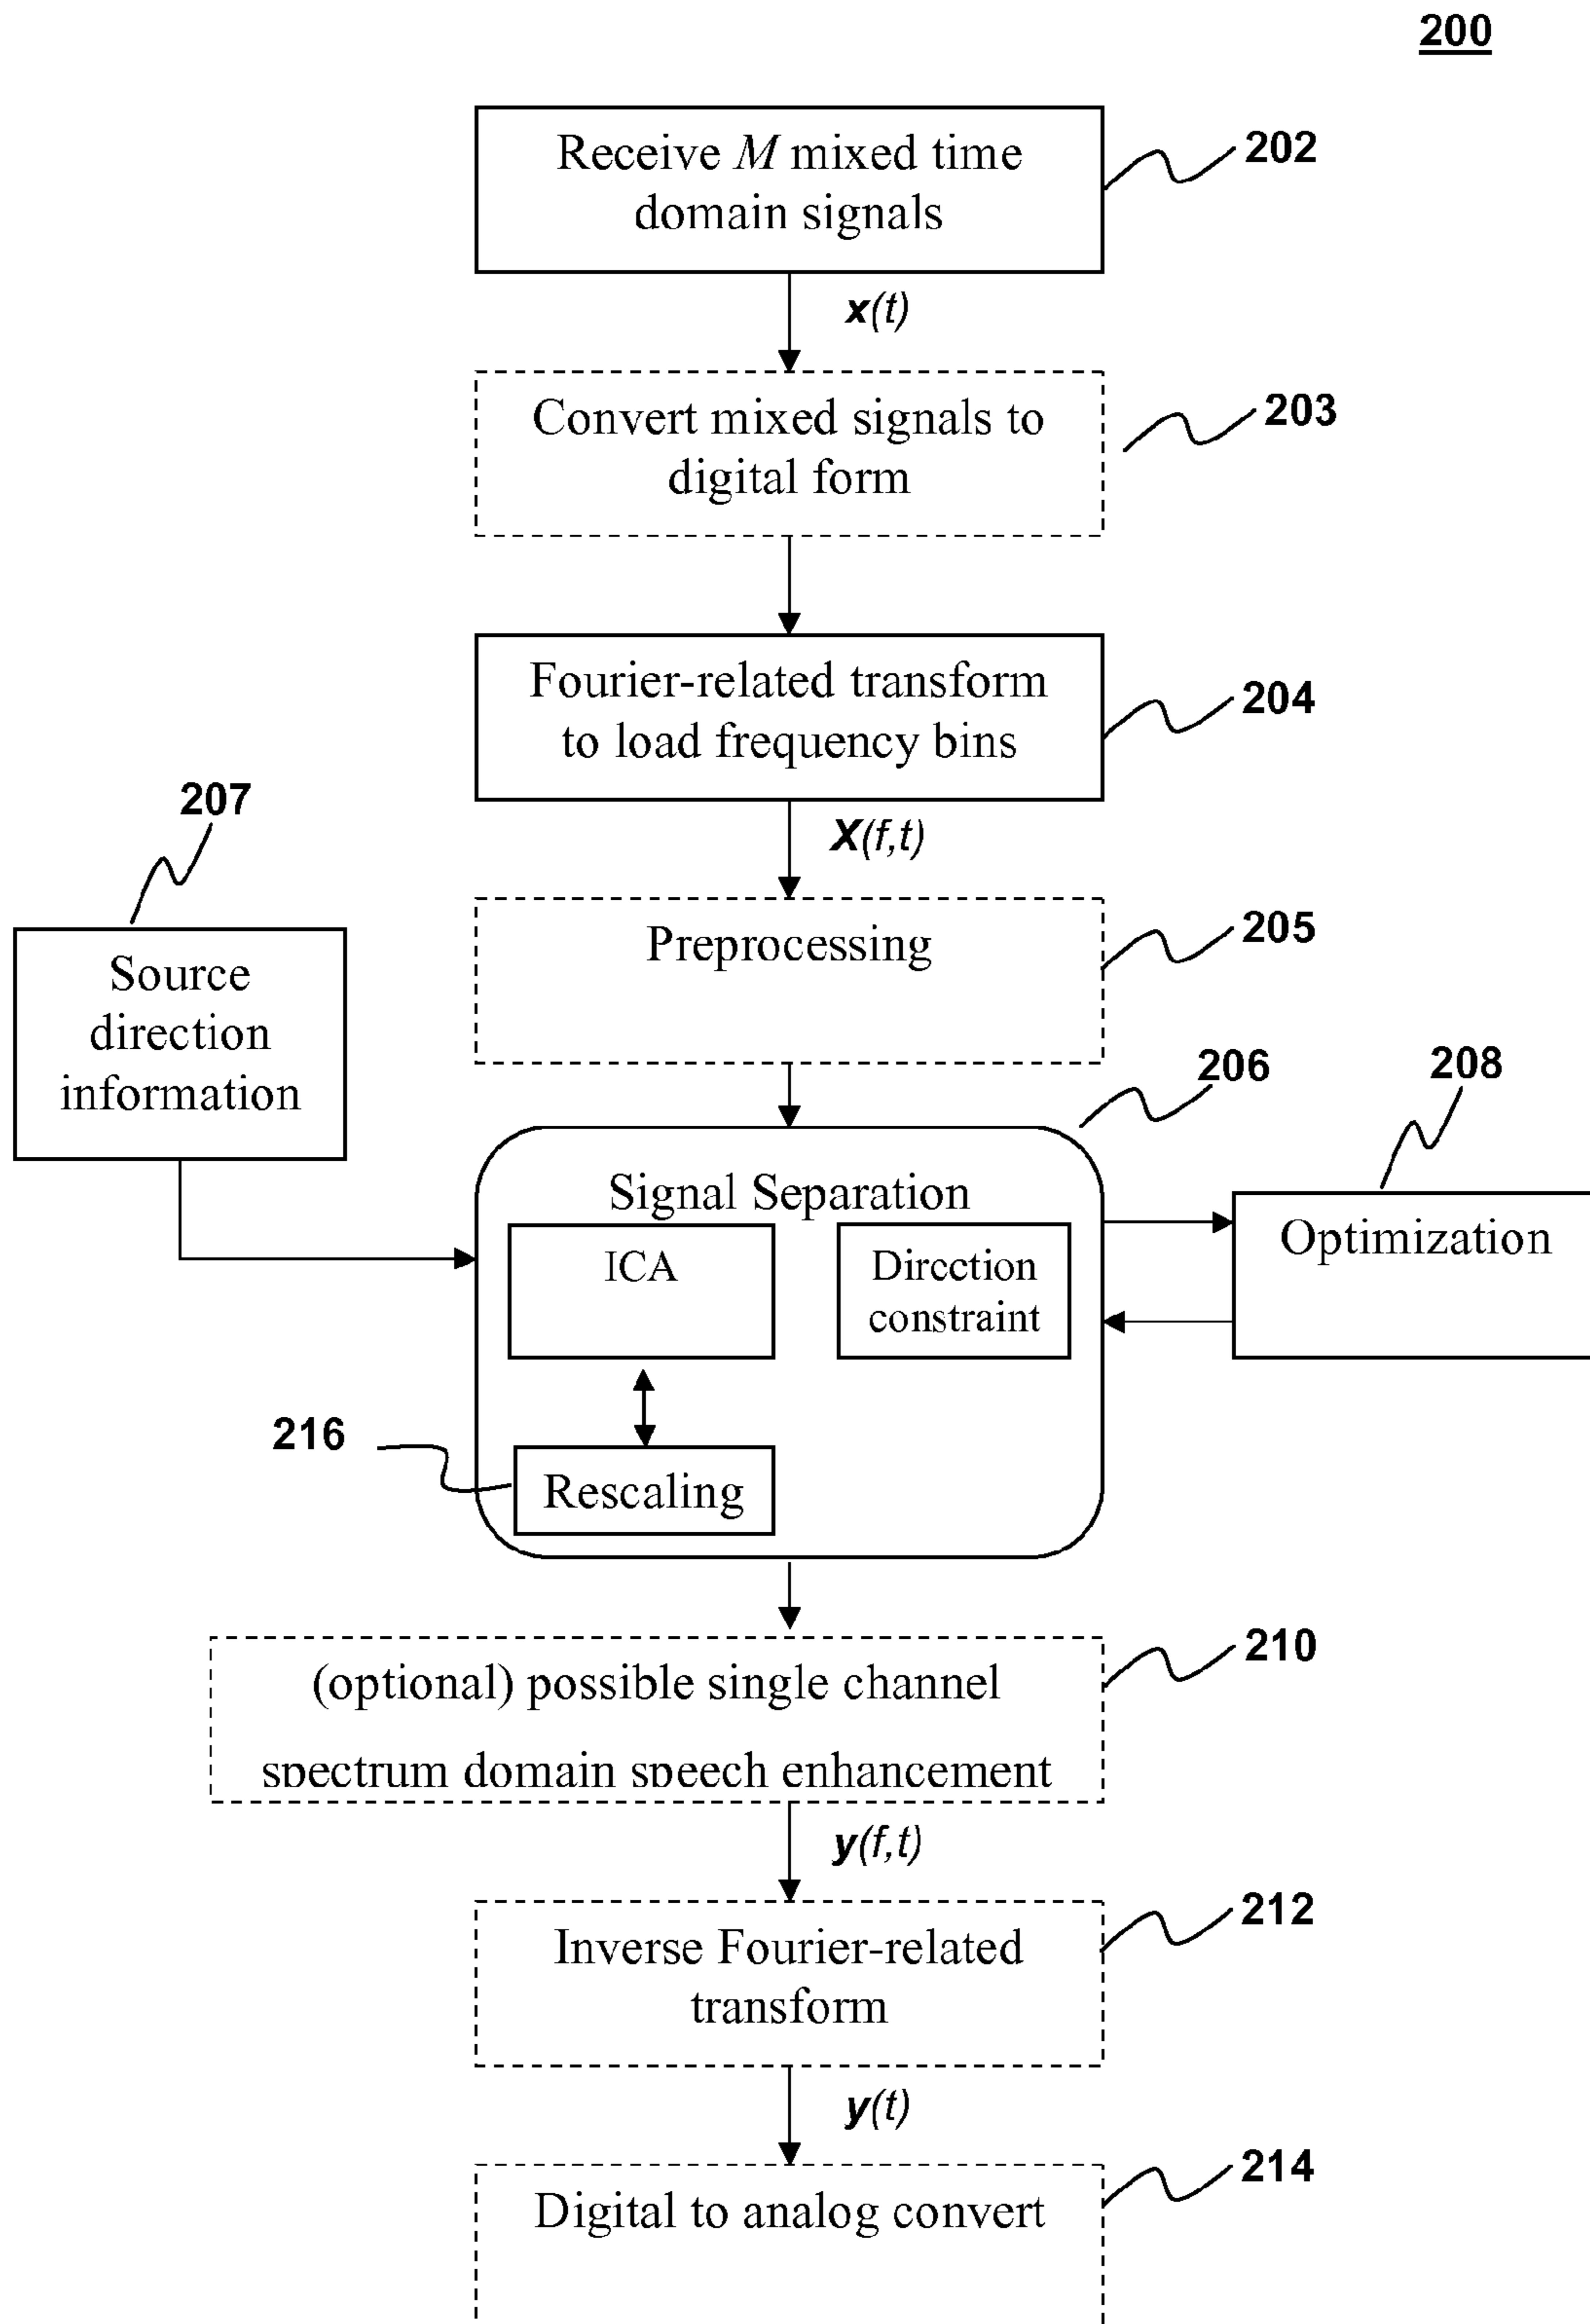 200
Receive M mixed time
domain signals
202
x(t)
Convert mixed signals to
digital form
203
Fourier-related transform
to load frequency bins
204
X(f,t)
207
Source
direction
information
Preprocessing
205
206
208
Signal Separation
ICA
Direction
constraint
Optimization
216
Rescaling
(optional) possible single channel
spectrum domain speech enhancement
210
y(f,t)
Inverse Fourier-related
transform
212
y(t)
Digital to analog convert
214